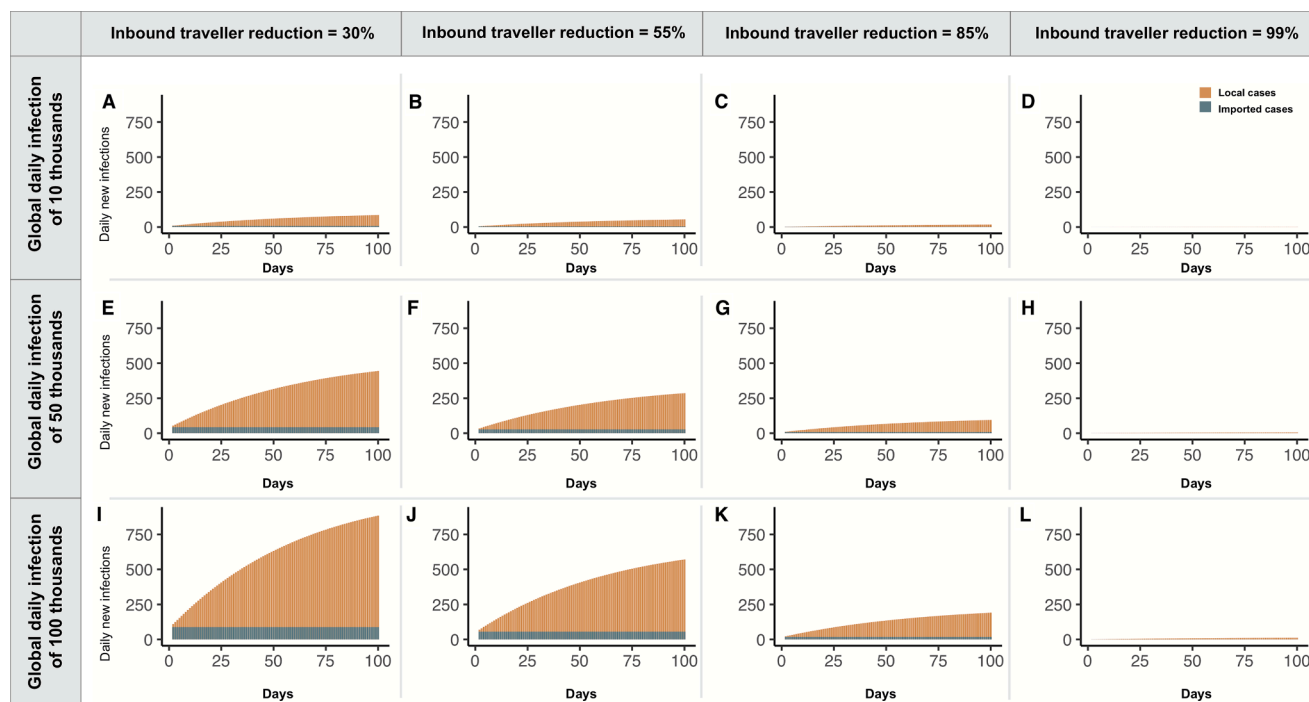 Inbound traveller reduction = 30%
Inbound traveller reduction = 55%
Inbound traveller reduction = 85%
Inbound traveller reduction = 99%
Global daily infection
of 10 thousands
A
Daily new infections
750
500
250
0
0 25 50 75 100
Days
B
750
500
250
0
0 25 50 75 100
Days
C
750
500
250
0
0 25 50 75 100
Days
D
Local cases
Imported cases
750
500
250
0
0 25 50 75 100
Days
Global daily infection
of 50 thousands
E
Daily new infections
750
500
250
0
0 25 50 75 100
Days
F
750
500
250
0
0 25 50 75 100
Days
G
750
500
250
0
0 25 50 75 100
Days
H
750
500
250
0
0 25 50 75 100
Days
Global daily infection
of 100 thousands
I
Daily new infections
750
500
250
0
0 25 50 75 100
Days
J
750
500
250
0
0 25 50 75 100
Days
K
750
500
250
0
0 25 50 75 100
Days
L
750
500
250
0
0 25 50 75 100
Days